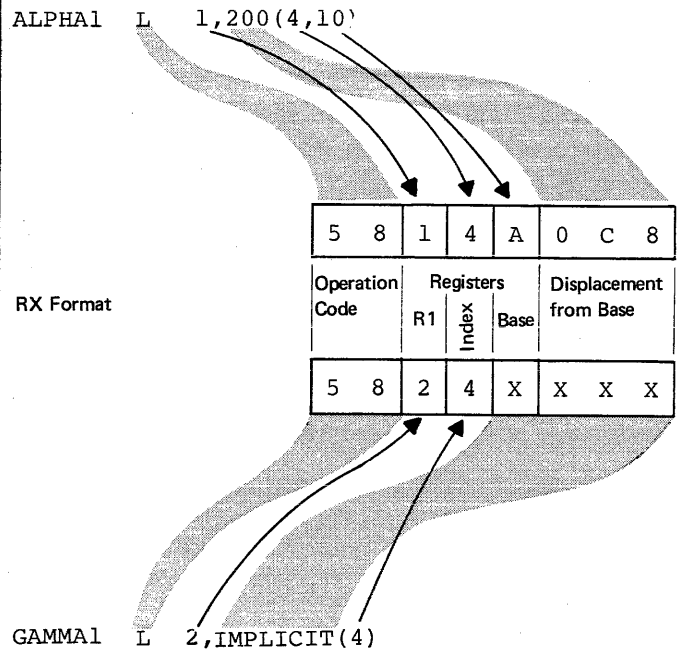 ALPHA1 L 1,200(4,10)
5 8 1 4 A 0 C 8
RX Format
Operation Code
Registers
R1
Index
Base
Displacement from Base
5 8 2 4 X X X X
GAMMA1 L 2,IMPLICIT(4)